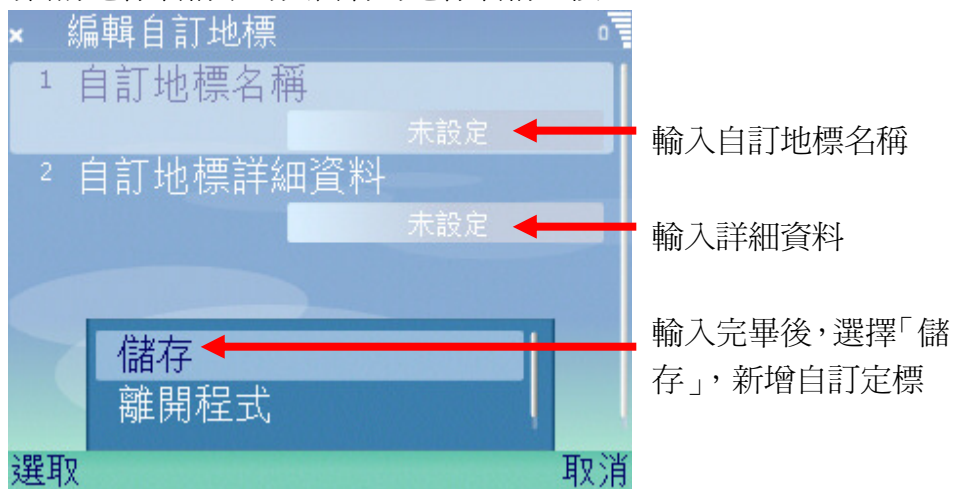 × 編輯自訂地標 0
1 自訂地標名稱
未設定
輸入自訂地標名稱
2 自訂地標詳細資料
未設定
輸入詳細資料
儲存
離開程式
輸入完畢後，選擇「儲
存」，新增自訂定標
選取 取消